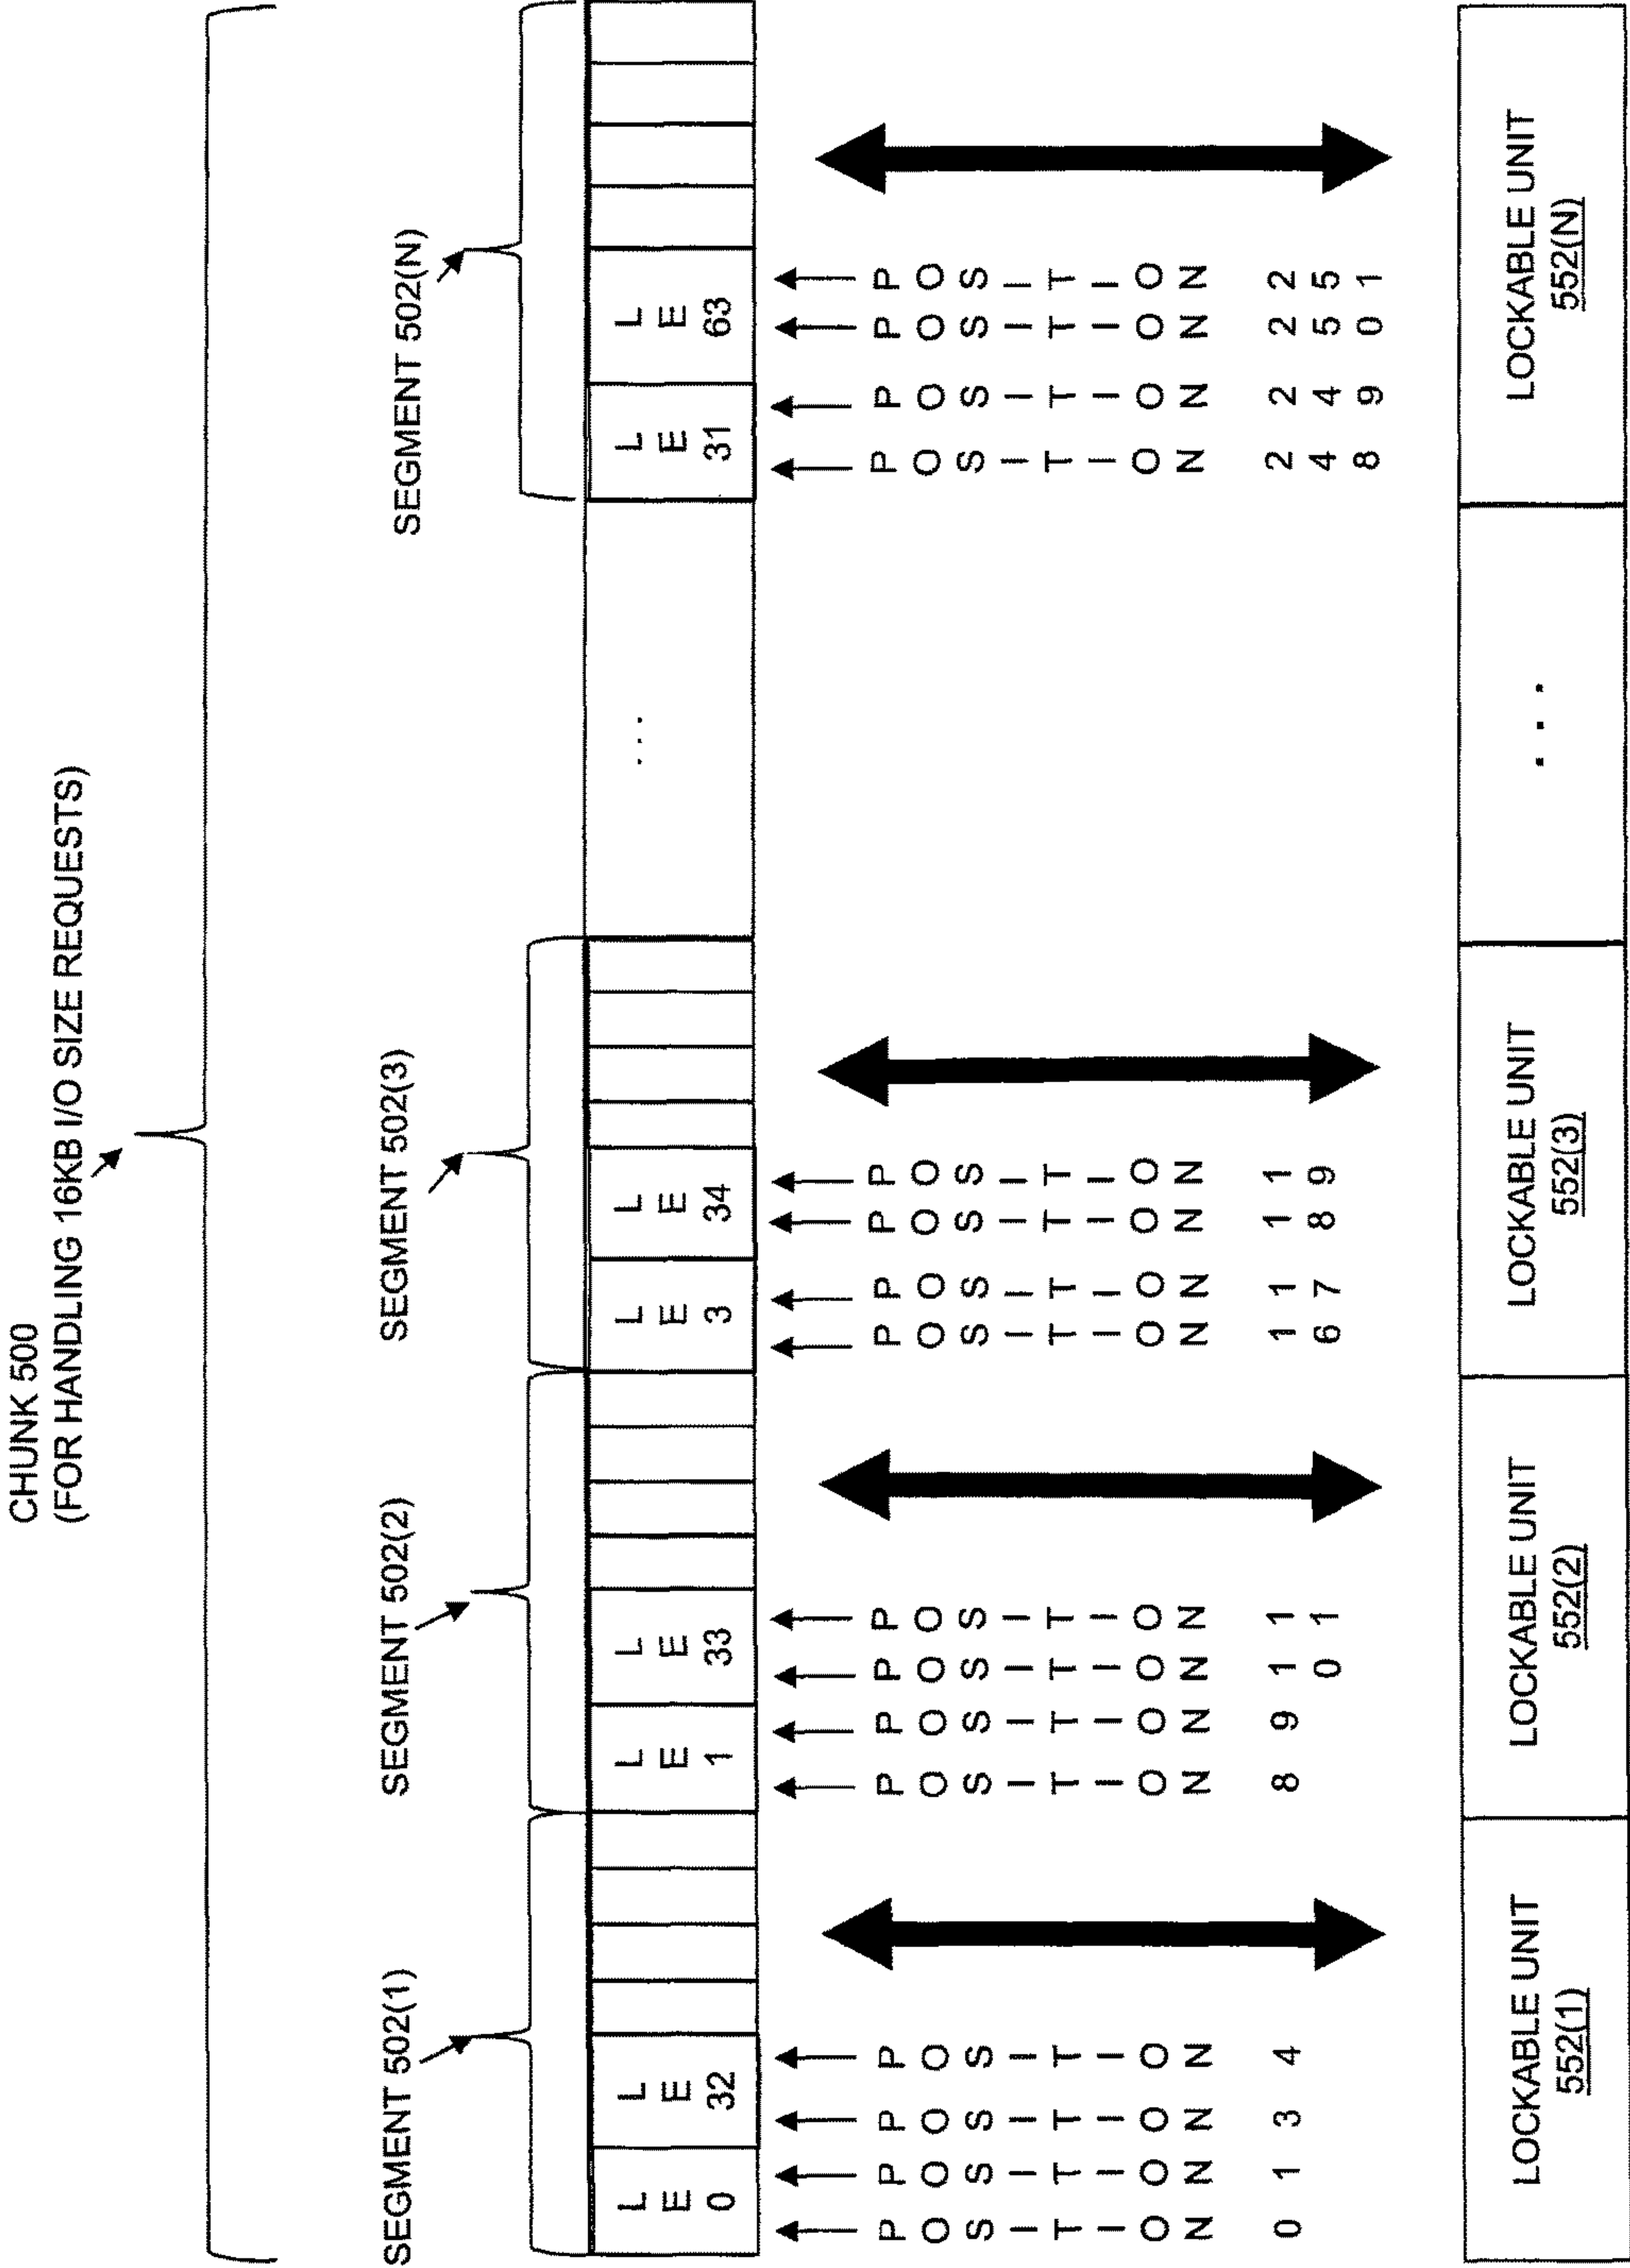 CHUNK 500
(FOR HANDLING 16KB I/O SIZE REQUESTS)
SEGMENT 502(1)
SEGMENT 502(2)
SEGMENT 502(3)
SEGMENT 502(N)
LE 0
LE 32
LE 1
LE 33
LE 3
LE 34
...
LE 31
LE 63
POSITION 0
POSITION 1
POSITION 3
POSITION 4
POSITION 8
POSITION 9
POSITION 10
POSITION 11
POSITION 16
POSITION 17
POSITION 18
POSITION 19
POSITION 248
POSITION 249
POSITION 250
POSITION 251
LOCKABLE UNIT
552(1)
LOCKABLE UNIT
552(2)
LOCKABLE UNIT
552(3)
...
LOCKABLE UNIT
552(N)